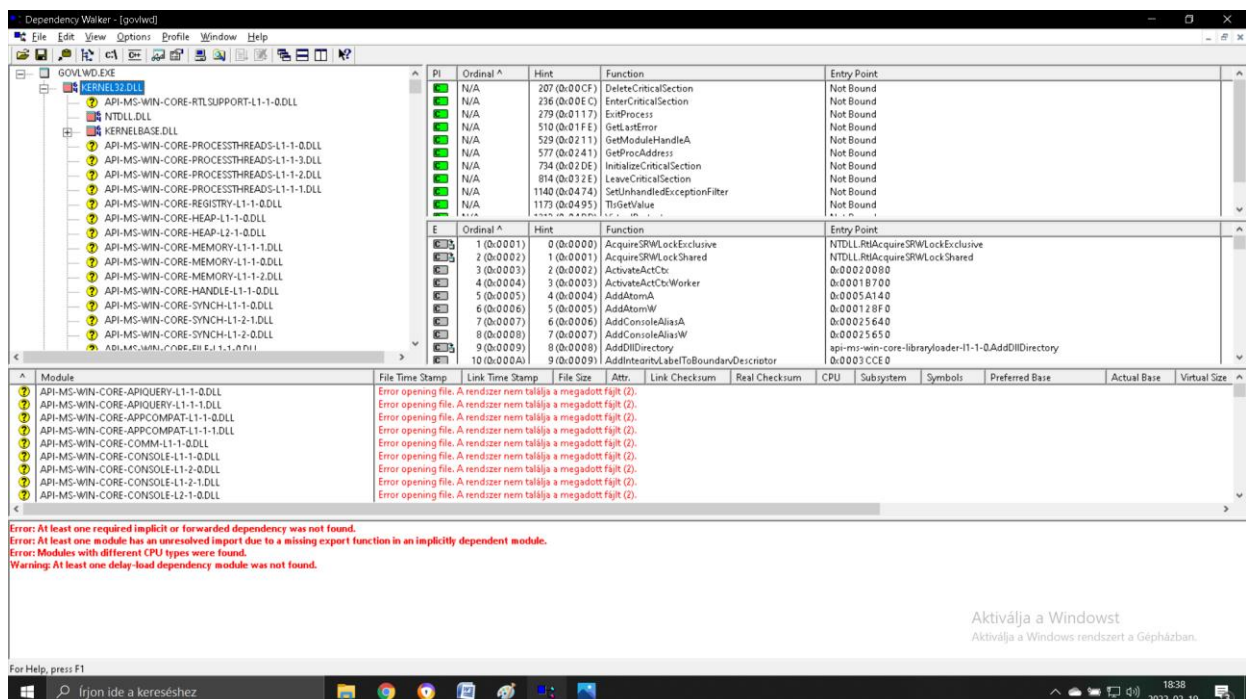 Dependency Walker - [govlwd]
File Edit View Options Profile Window Help
GOVLWD.EXE
KERNEL32.DLL
API-MS-WIN-CORE-RTLSUPPORT-L1-1-0.DLL
NTDLL.DLL
KERNELBASE.DLL
API-MS-WIN-CORE-PROCESSTHREADS-L1-1-0.DLL
API-MS-WIN-CORE-PROCESSTHREADS-L1-1-3.DLL
API-MS-WIN-CORE-PROCESSTHREADS-L1-1-2.DLL
API-MS-WIN-CORE-PROCESSTHREADS-L1-1-1.DLL
API-MS-WIN-CORE-REGISTRY-L1-1-0.DLL
API-MS-WIN-CORE-HEAP-L1-1-0.DLL
API-MS-WIN-CORE-HEAP-L2-1-0.DLL
API-MS-WIN-CORE-MEMORY-L1-1-1.DLL
API-MS-WIN-CORE-MEMORY-L1-1-0.DLL
API-MS-WIN-CORE-MEMORY-L1-1-2.DLL
API-MS-WIN-CORE-HANDLE-L1-1-0.DLL
API-MS-WIN-CORE-SYNCH-L1-1-0.DLL
API-MS-WIN-CORE-SYNCH-L1-2-1.DLL
API-MS-WIN-CORE-SYNCH-L1-2-0.DLL
API-MS-WIN-CORE-FILE-L1-1-0.DLL
PI Ordinal ^ Hint Function Entry Point
N/A 207 (0x00CF) DeleteCriticalSection Not Bound
N/A 236 (0x00EC) EnterCriticalSection Not Bound
N/A 279 (0x0117) ExitProcess Not Bound
N/A 510 (0x01FE) GetLastError Not Bound
N/A 529 (0x0211) GetModuleHandleA Not Bound
N/A 577 (0x0241) GetProcAddress Not Bound
N/A 734 (0x02DE) InitializeCriticalSection Not Bound
N/A 814 (0x032E) LeaveCriticalSection Not Bound
N/A 1140 (0x0474) SetUnhandledExceptionFilter Not Bound
N/A 1173 (0x0495) TlsGetValue Not Bound
E Ordinal ^ Hint Function Entry Point
1 (0x0001) 0 (0x0000) AcquireSRWLockExclusive NTDLL.RtlAcquireSRWLockExclusive
2 (0x0002) 1 (0x0001) AcquireSRWLockShared NTDLL.RtlAcquireSRWLockShared
3 (0x0003) 2 (0x0002) ActivateActCtx 0x00020080
4 (0x0004) 3 (0x0003) ActivateActCtxWorker 0x0001B700
5 (0x0005) 4 (0x0004) AddAtomA 0x0005A140
6 (0x0006) 5 (0x0005) AddAtomW 0x000128F0
7 (0x0007) 6 (0x0006) AddConsoleAliasA 0x00025640
8 (0x0008) 7 (0x0007) AddConsoleAliasW 0x00025650
9 (0x0009) 8 (0x0008) AddDllDirectory api-ms-win-core-libraryloader-l1-1-0.AddDllDirectory
10 (0x000A) 9 (0x0009) AddIntegrityLabelToBoundaryDescriptor 0x0003CCE0
^ Module File Time Stamp Link Time Stamp File Size Attr. Link Checksum Real Checksum CPU Subsystem Symbols Preferred Base Actual Base Virtual Size
API-MS-WIN-CORE-APIQUERY-L1-1-0.DLL Error opening file. A rendszer nem találja a megadott fájlt (2).
API-MS-WIN-CORE-APIQUERY-L1-1-1.DLL Error opening file. A rendszer nem találja a megadott fájlt (2).
API-MS-WIN-CORE-APPCOMPAT-L1-1-0.DLL Error opening file. A rendszer nem találja a megadott fájlt (2).
API-MS-WIN-CORE-APPCOMPAT-L1-1-1.DLL Error opening file. A rendszer nem találja a megadott fájlt (2).
API-MS-WIN-CORE-COMM-L1-1-0.DLL Error opening file. A rendszer nem találja a megadott fájlt (2).
API-MS-WIN-CORE-CONSOLE-L1-1-0.DLL Error opening file. A rendszer nem találja a megadott fájlt (2).
API-MS-WIN-CORE-CONSOLE-L1-2-0.DLL Error opening file. A rendszer nem találja a megadott fájlt (2).
API-MS-WIN-CORE-CONSOLE-L1-2-1.DLL Error opening file. A rendszer nem találja a megadott fájlt (2).
API-MS-WIN-CORE-CONSOLE-L2-1-0.DLL Error opening file. A rendszer nem találja a megadott fájlt (2).
Error: At least one required implicit or forwarded dependency was not found.
Error: At least one module has an unresolved import due to a missing export function in an implicitly dependent module.
Error: Modules with different CPU types were found.
Warning: At least one delay-load dependency module was not found.
Aktiválja a Windowst
Aktiválja a Windows rendszert a Gépházban.
For Help, press F1
Írjon ide a kereséshez
18:38